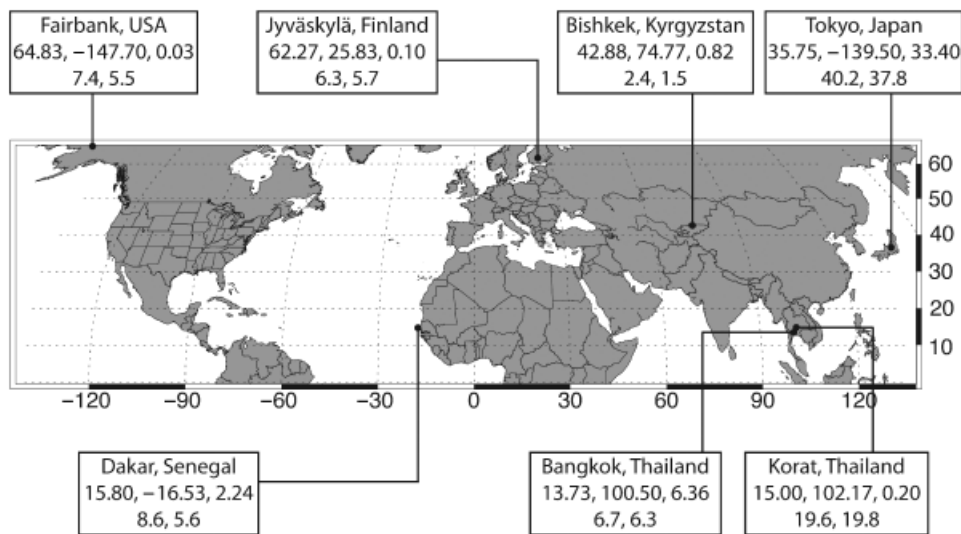 Fairbank, USA
64.83, −147.70, 0.03
7.4, 5.5
Jyväskylä, Finland
62.27, 25.83, 0.10
6.3, 5.7
Bishkek, Kyrgyzstan
42.88, 74.77, 0.82
2.4, 1.5
Tokyo, Japan
35.75, −139.50, 33.40
40.2, 37.8
60
50
40
30
20
10
−120 −90 −60 −30 0 30 60 90 120
Dakar, Senegal
15.80, −16.53, 2.24
8.6, 5.6
Bangkok, Thailand
13.73, 100.50, 6.36
6.7, 6.3
Korat, Thailand
15.00, 102.17, 0.20
19.6, 19.8